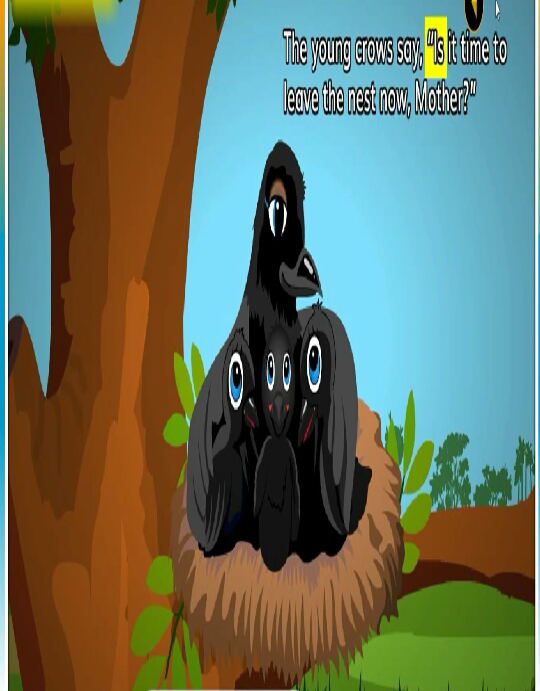 The young crows say, "Is it time to
leave the nest now, Mother?"